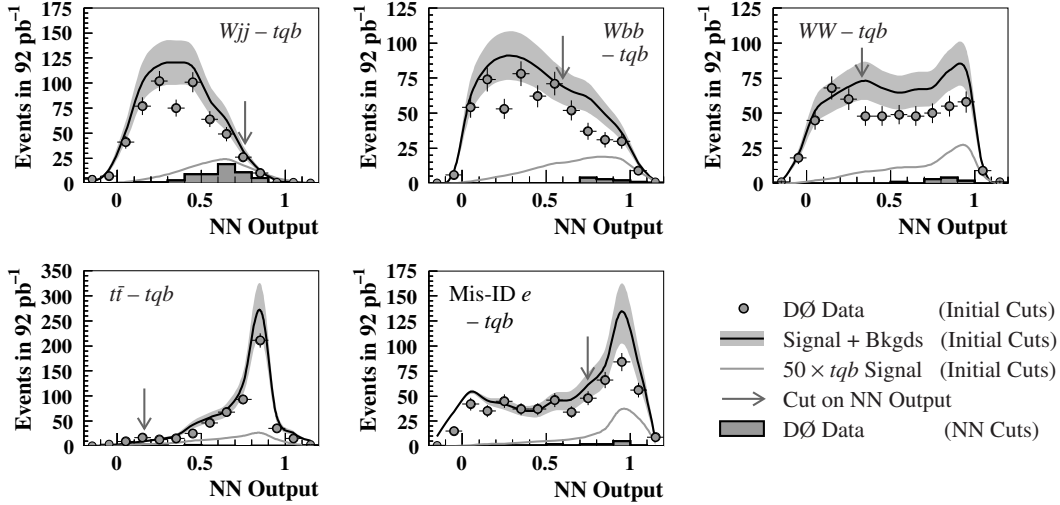 Events in 92 pb⁻¹
175
150
125
100
75
50
25
0
Wjj – tqb
0
0.5
1
NN Output
Events in 92 pb⁻¹
125
100
75
50
25
0
Wbb
– tqb
0
0.5
1
NN Output
Events in 92 pb⁻¹
125
100
75
50
25
0
WW – tqb
0
0.5
1
NN Output
Events in 92 pb⁻¹
350
300
250
200
150
100
50
0
tt̄ – tqb
0
0.5
1
NN Output
Events in 92 pb⁻¹
175
150
125
100
75
50
25
0
Mis-ID e
– tqb
0
0.5
1
NN Output
DØ Data (Initial Cuts)
Signal + Bkgds (Initial Cuts)
50 × tqb Signal (Initial Cuts)
Cut on NN Output
DØ Data (NN Cuts)